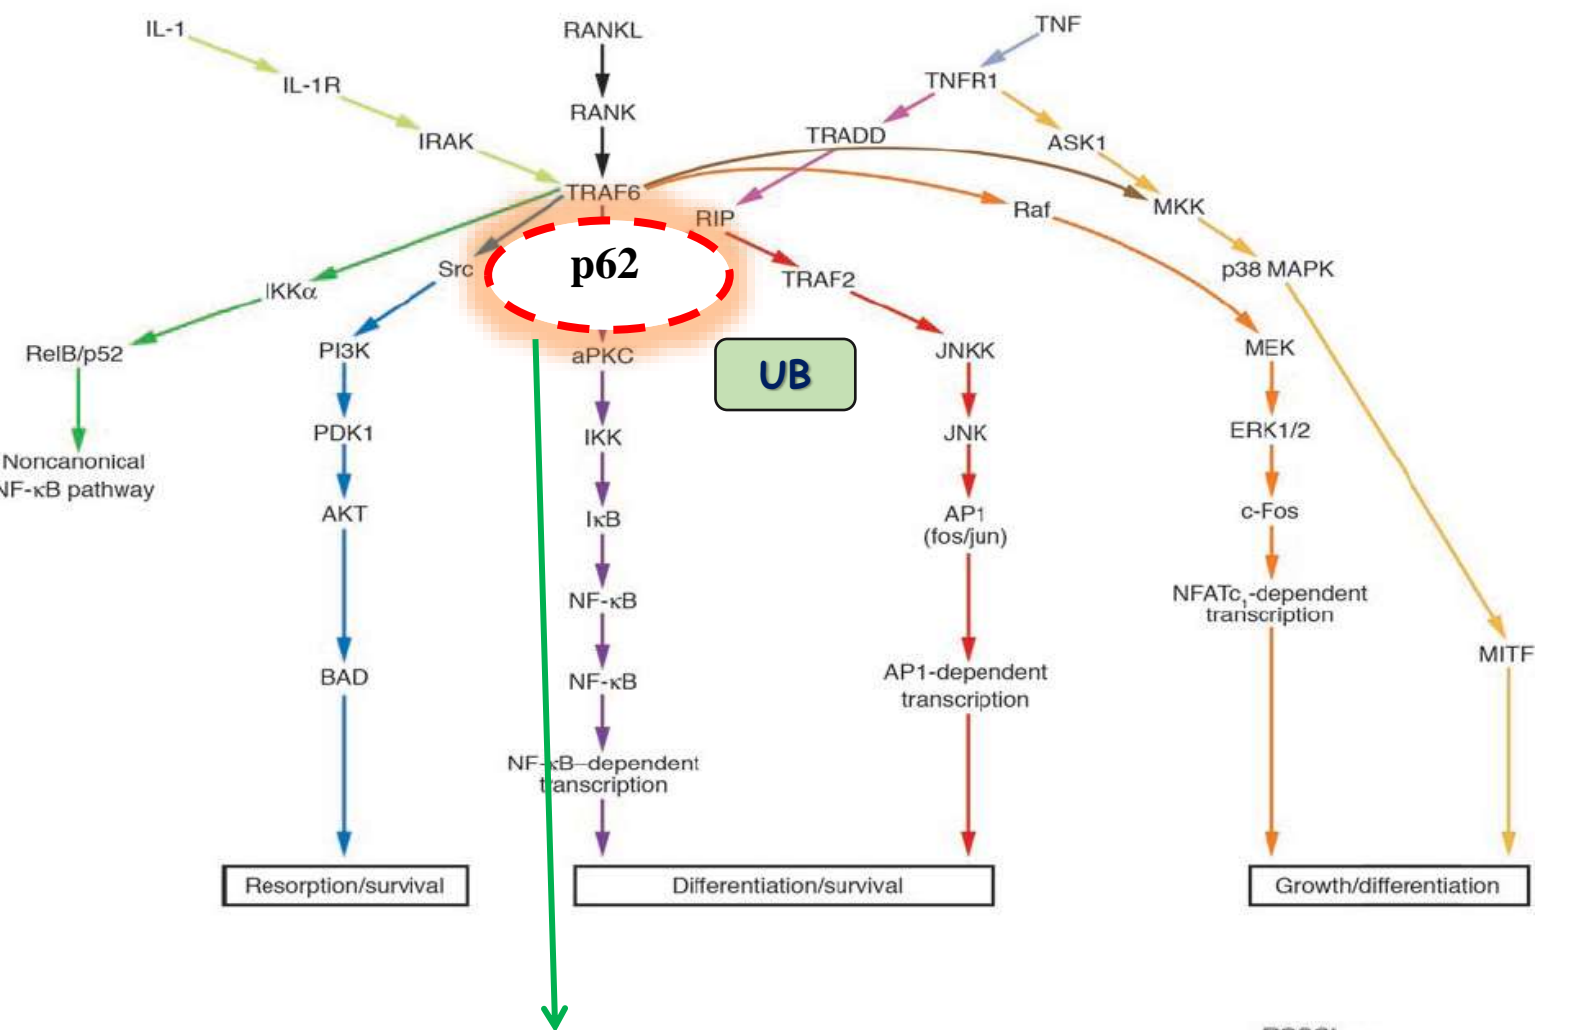 IL-1
RANKL
TNF
IL-1R
TNFR1
RANK
TRADD
IRAK
ASK1
TRAF6
RIP
Raf
MKK
p62
Src
TRAF2
p38 MAPK
IKKα
RelB/p52
PI3K
aPKC
UB
JNKK
MEK
PDK1
IKK
JNK
ERK1/2
Noncanonical
NF-κB pathway
AKT
IκB
AP1
(fos/jun)
c-Fos
NF-κB
NFATc1-dependent
transcription
BAD
NF-κB
AP1-dependent
transcription
MITF
NF-κB–dependent
transcription
Resorption/survival
Differentiation/survival
Growth/differentiation